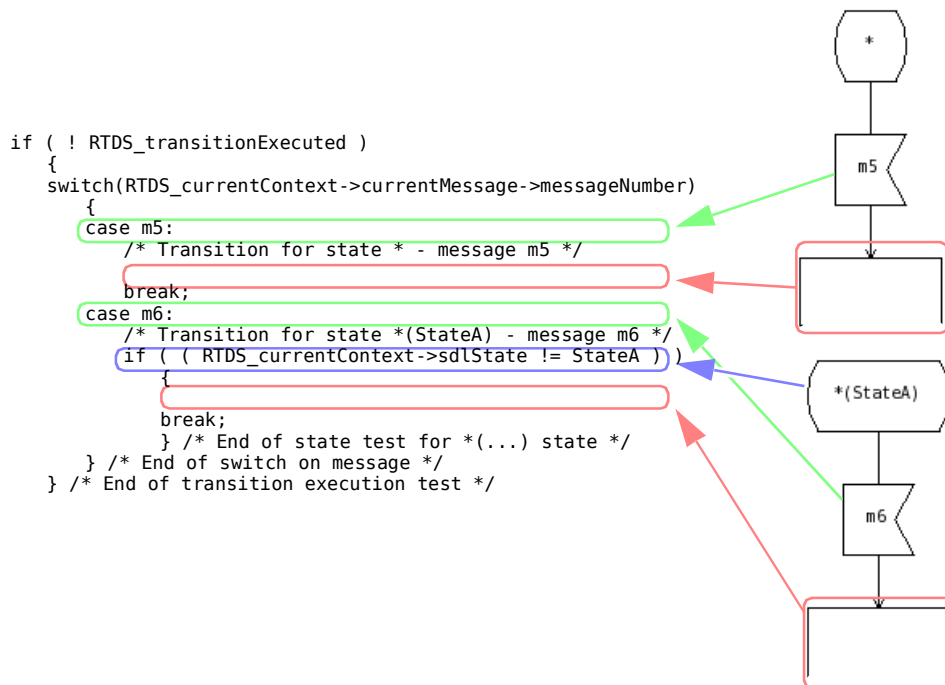 if ( ! RTDS_transitionExecuted )
{
switch(RTDS_currentContext->currentMessage->messageNumber)
{
case m5:
/* Transition for state * - message m5 */
break;
case m6:
/* Transition for state *(StateA) - message m6 */
if ( ( RTDS_currentContext->sdlState != StateA ) )
{
break;
} /* End of state test for *(...) state */
} /* End of switch on message */
} /* End of transition execution test */
*
m5
*(StateA)
m6